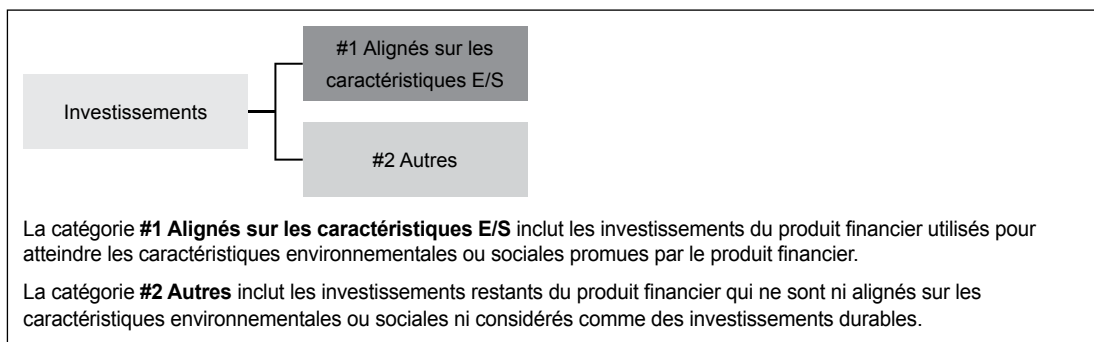 #1 Alignés sur les
caractéristiques E/S
Investissements
#2 Autres
La catégorie #1 Alignés sur les caractéristiques E/S inclut les investissements du produit financier utilisés pour
atteindre les caractéristiques environnementales ou sociales promues par le produit financier.
La catégorie #2 Autres inclut les investissements restants du produit financier qui ne sont ni alignés sur les
caractéristiques environnementales ou sociales ni considérés comme des investissements durables.